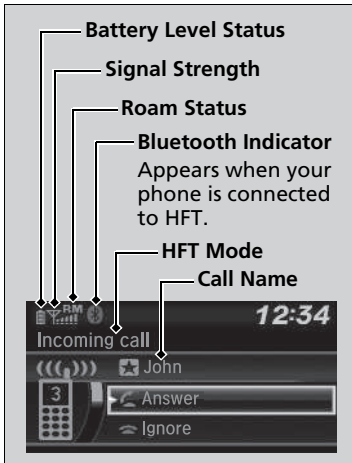 Battery Level Status
Signal Strength
Roam Status
Bluetooth Indicator
Appears when your
phone is connected
to HFT.
HFT Mode
Call Name
RM
12:34
Incoming call
John
3
Answer
Ignore